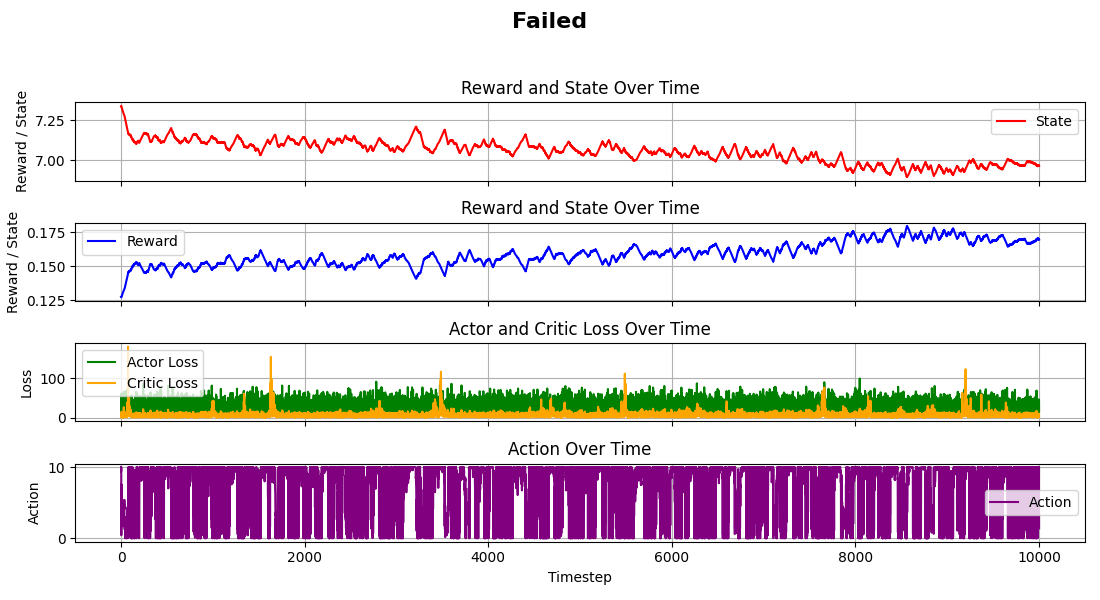 Failed
Reward and State Over Time
Reward / State
7.25
7.00
State
Reward and State Over Time
Reward / State
0.175
0.150
0.125
Reward
Actor and Critic Loss Over Time
Loss
100
0
Actor Loss
Critic Loss
Action Over Time
Action
10
0
Action
0 2000 4000 6000 8000 10000
Timestep